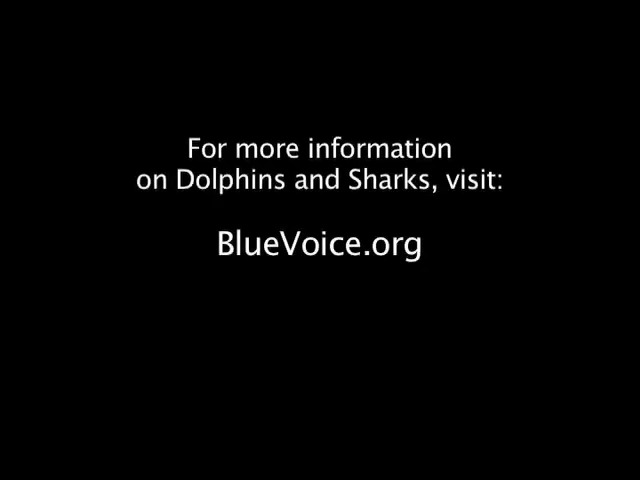 For more information
on Dolphins and Sharks, visit:
BlueVoice.org